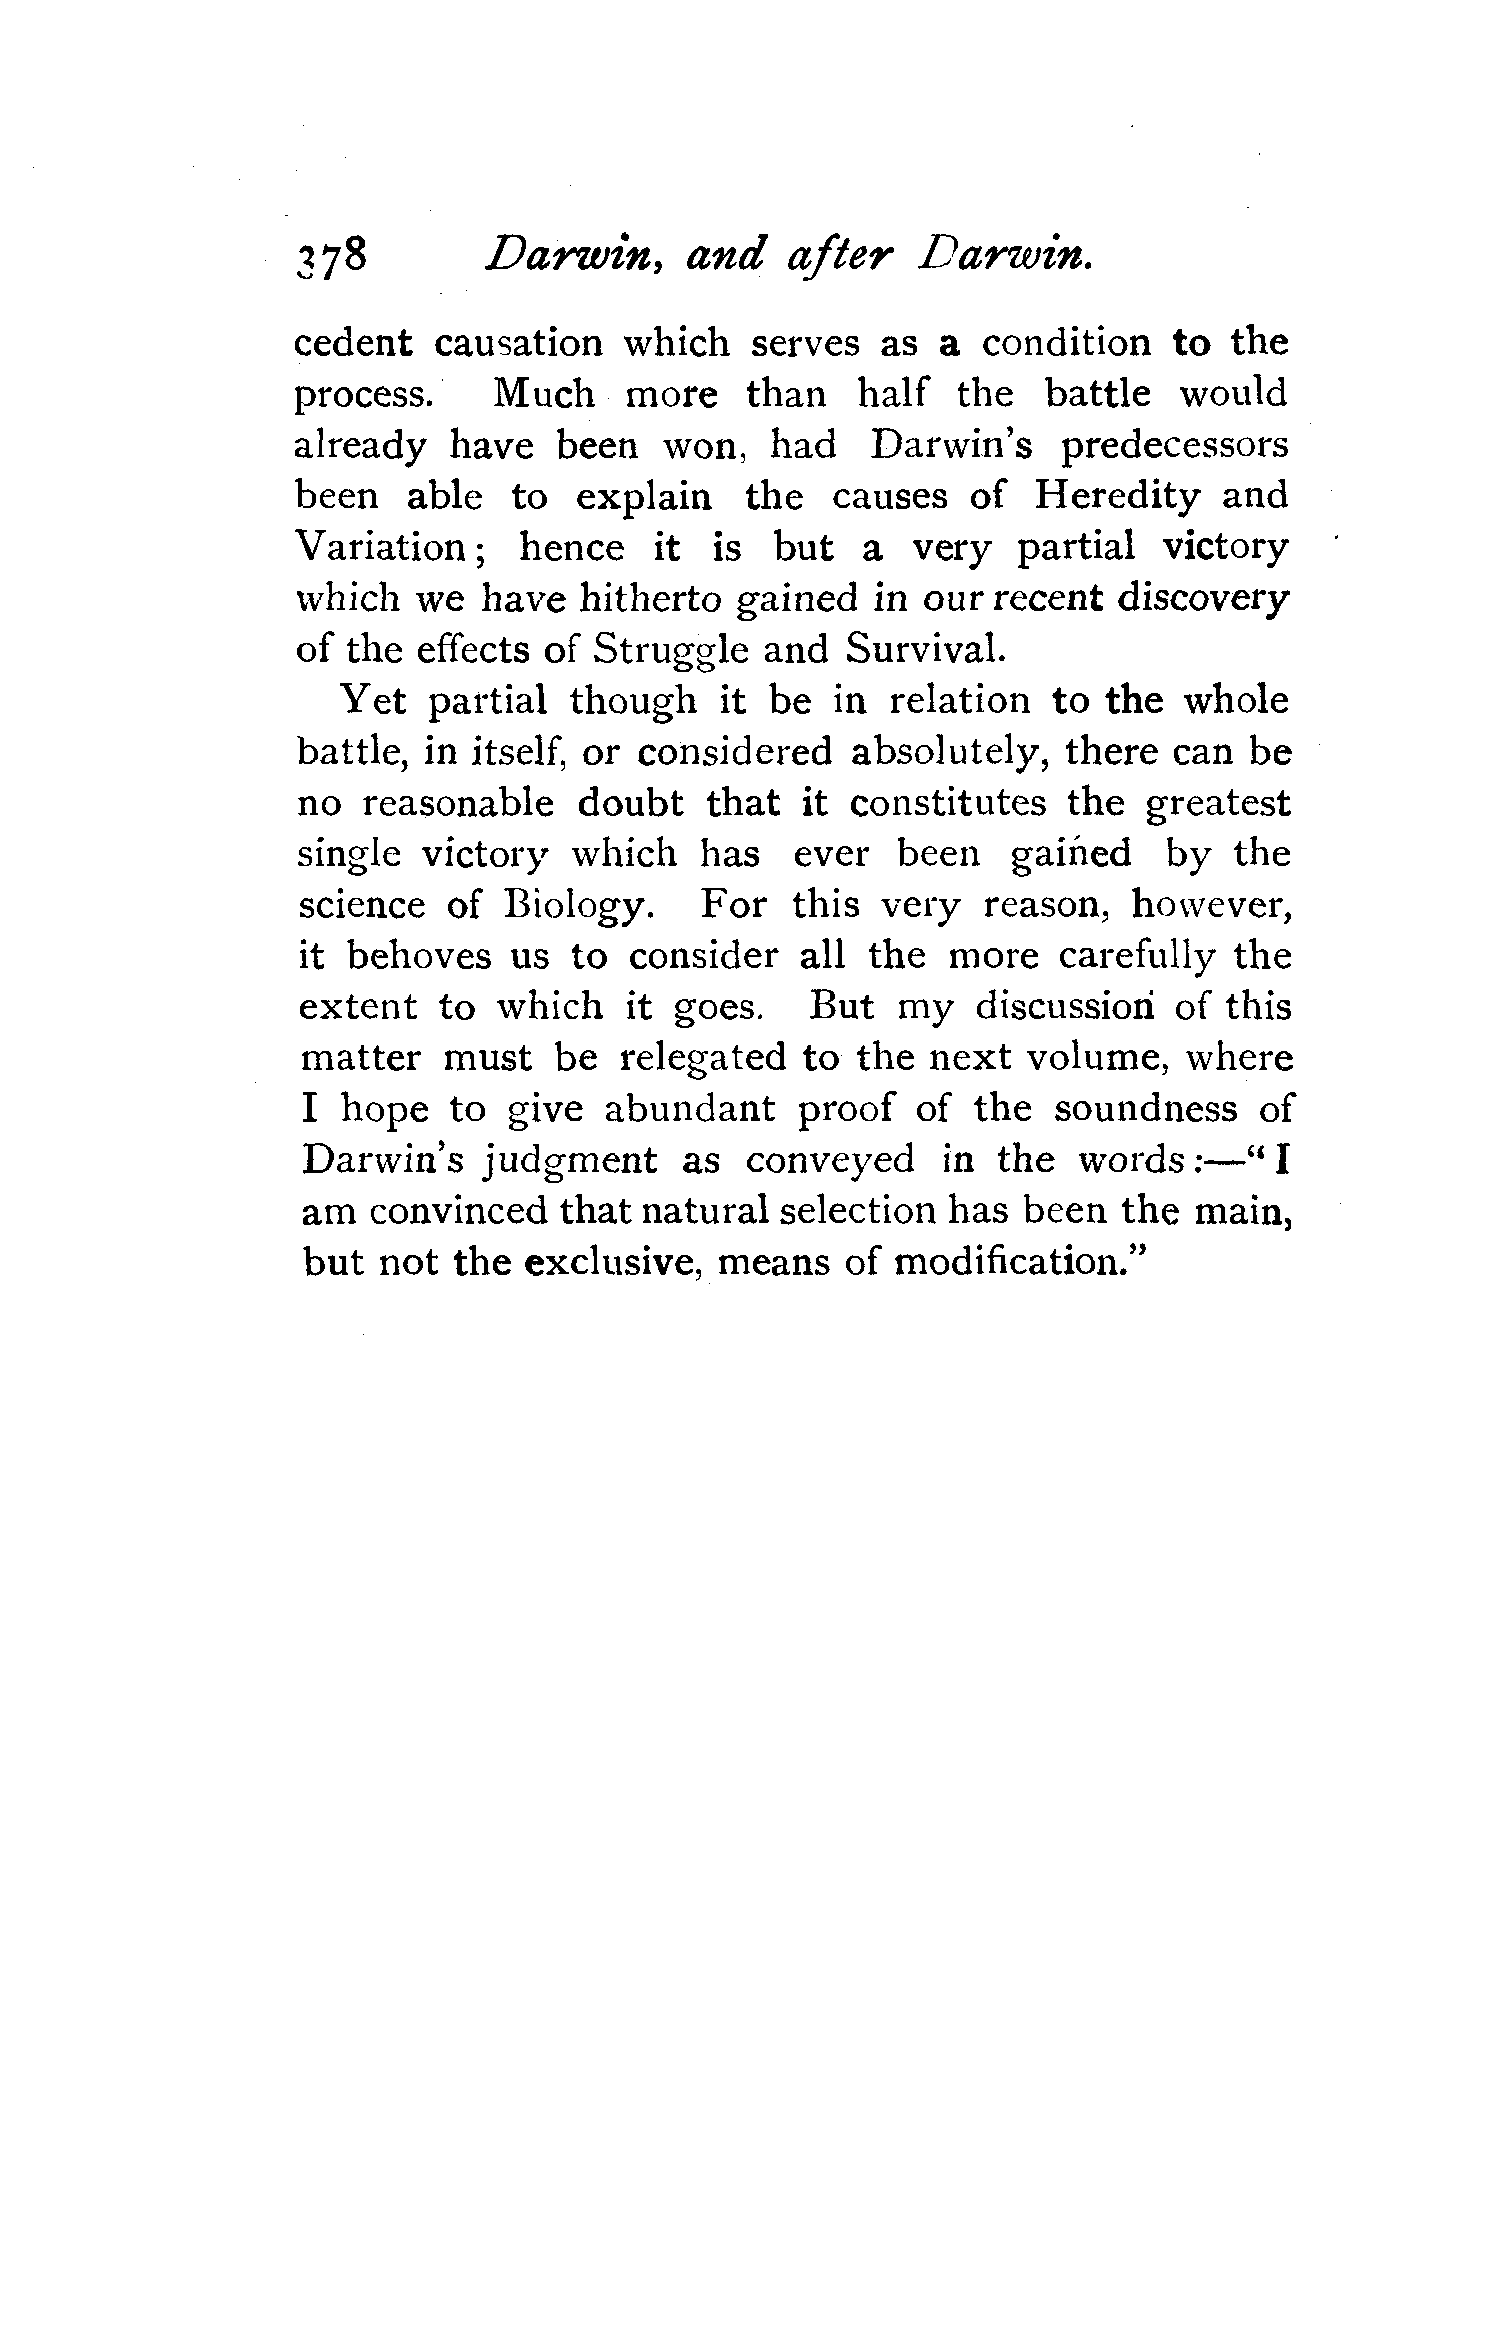 378 Darwin, and after Darwin.
cedent causation which serves as a condition to the
process. Much more than half the battle would
already have been won, had Darwin's predecessors
been able to explain the causes of Heredity and
Variation; hence it is but a very partial victory
which we have hitherto gained in our recent discovery
of the effects of Struggle and Survival.
Yet partial though it be in relation to the whole
battle, in itself, or considered absolutely, there can be
no reasonable doubt that it constitutes the greatest
single victory which has ever been gained by the
science of Biology. For this very reason, however,
it behoves us to consider all the more carefully the
extent to which it goes. But my discussion of this
matter must be relegated to the next volume, where
I hope to give abundant proof of the soundness of
Darwin's judgment as conveyed in the words:—“I
am convinced that natural selection has been the main,
but not the exclusive, means of modification.”